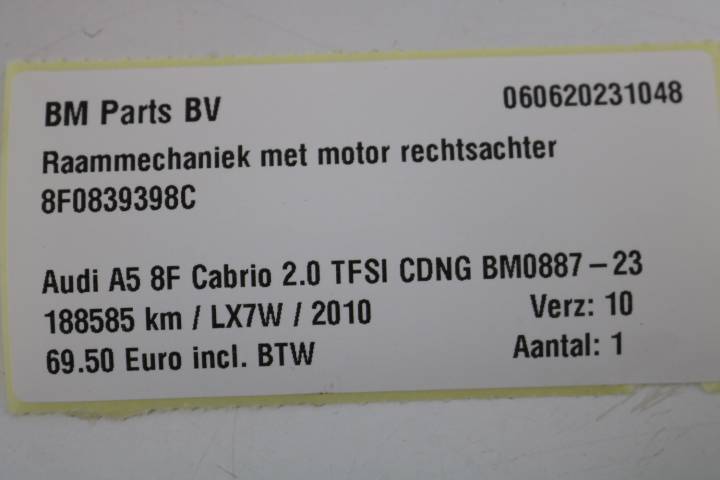 BM Parts BV 060620231048
Raammechaniek met motor rechtsachter
8F0839398C
Audi A5 8F Cabrio 2.0 TFSI CDNG BM0887-23
188585 km / LX7W / 2010 Verz: 10
69.50 Euro incl. BTW Aantal: 1